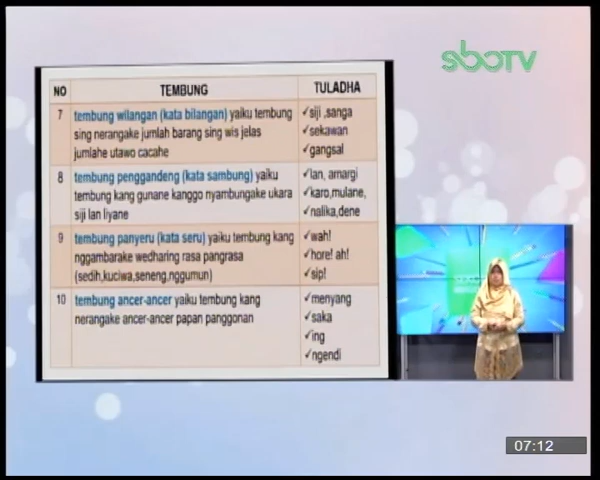 sbOTV
NO TEMBUNG TULADHA
7 tembung wilangan (kata bilangan) yaiku tembung
sing nerangake jumlah barang sing wis jelas
jumlahe utawo cacahe
✓siji ,sanga
✓sekawan
✓gangsal
8 tembung penggandeng (kata sambung) yaiku
tembung kang gunane kanggo nyambungake ukara
siji lan liyane
✓lan, amargi
✓karo,mulane,
✓nalika,dene
9 tembung panyeru (kata seru) yaiku tembung kang
nggambarake wedharing rasa pangrasa
(sedih,kuciwa,seneng,nggumun)
✓wah!
✓hore! ah!
✓sip!
10 tembung ancer-ancer yaiku tembung kang
nerangake ancer-ancer papan panggonan
✓menyang
✓saka
✓ing
✓ngendi
07:12